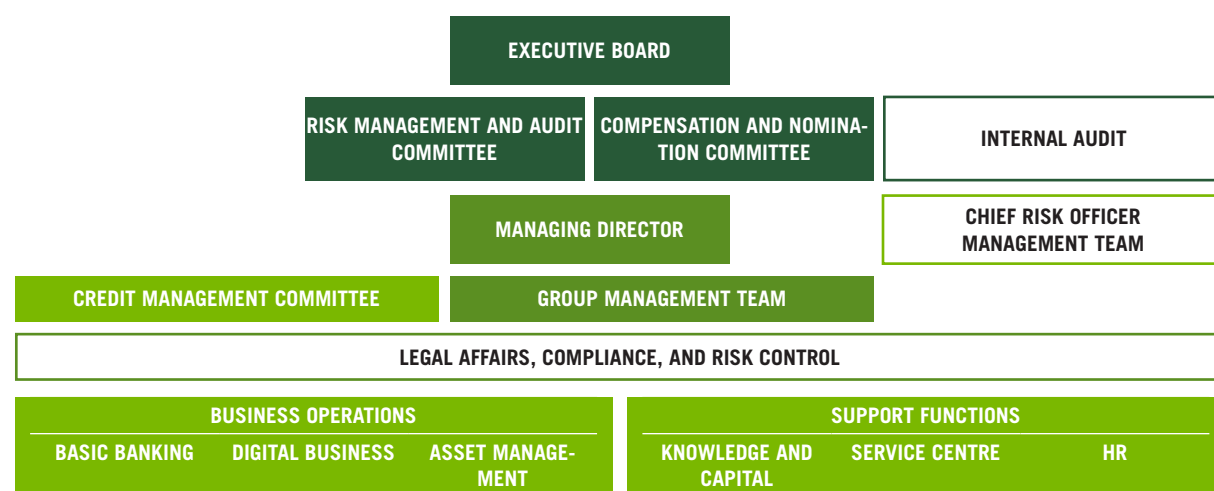 EXECUTIVE BOARD
RISK MANAGEMENT AND AUDIT
COMMITTEE
COMPENSATION AND NOMINA-
TION COMMITTEE
INTERNAL AUDIT
MANAGING DIRECTOR
CHIEF RISK OFFICER
MANAGEMENT TEAM
CREDIT MANAGEMENT COMMITTEE
GROUP MANAGEMENT TEAM
LEGAL AFFAIRS, COMPLIANCE, AND RISK CONTROL
BUSINESS OPERATIONS
BASIC BANKING
DIGITAL BUSINESS
ASSET MANAGE-
MENT
SUPPORT FUNCTIONS
KNOWLEDGE AND
CAPITAL
SERVICE CENTRE
HR